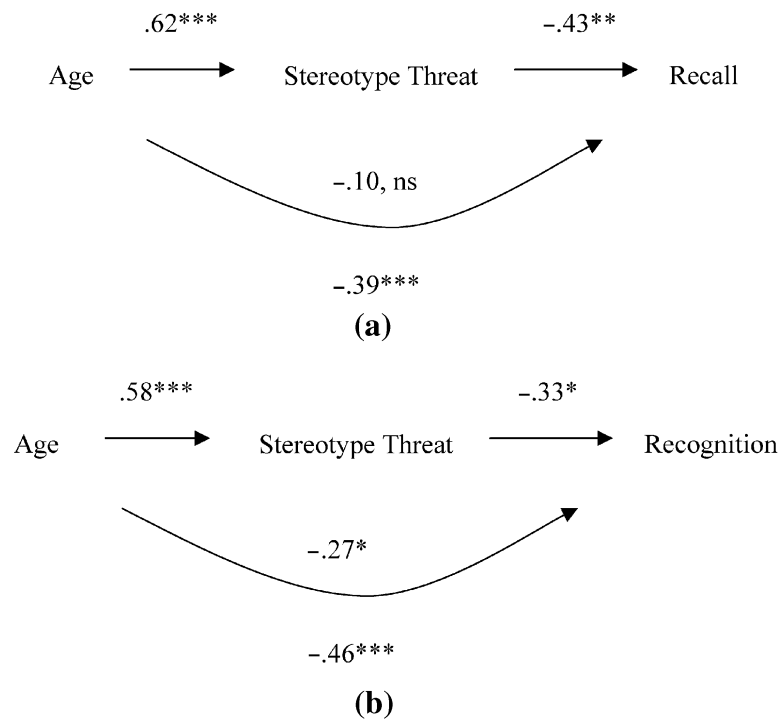 .62*** −.43**
Age Stereotype Threat Recall
−.10, ns
−.39***
(a)
.58*** −.33*
Age Stereotype Threat Recognition
−.27*
−.46***
(b)